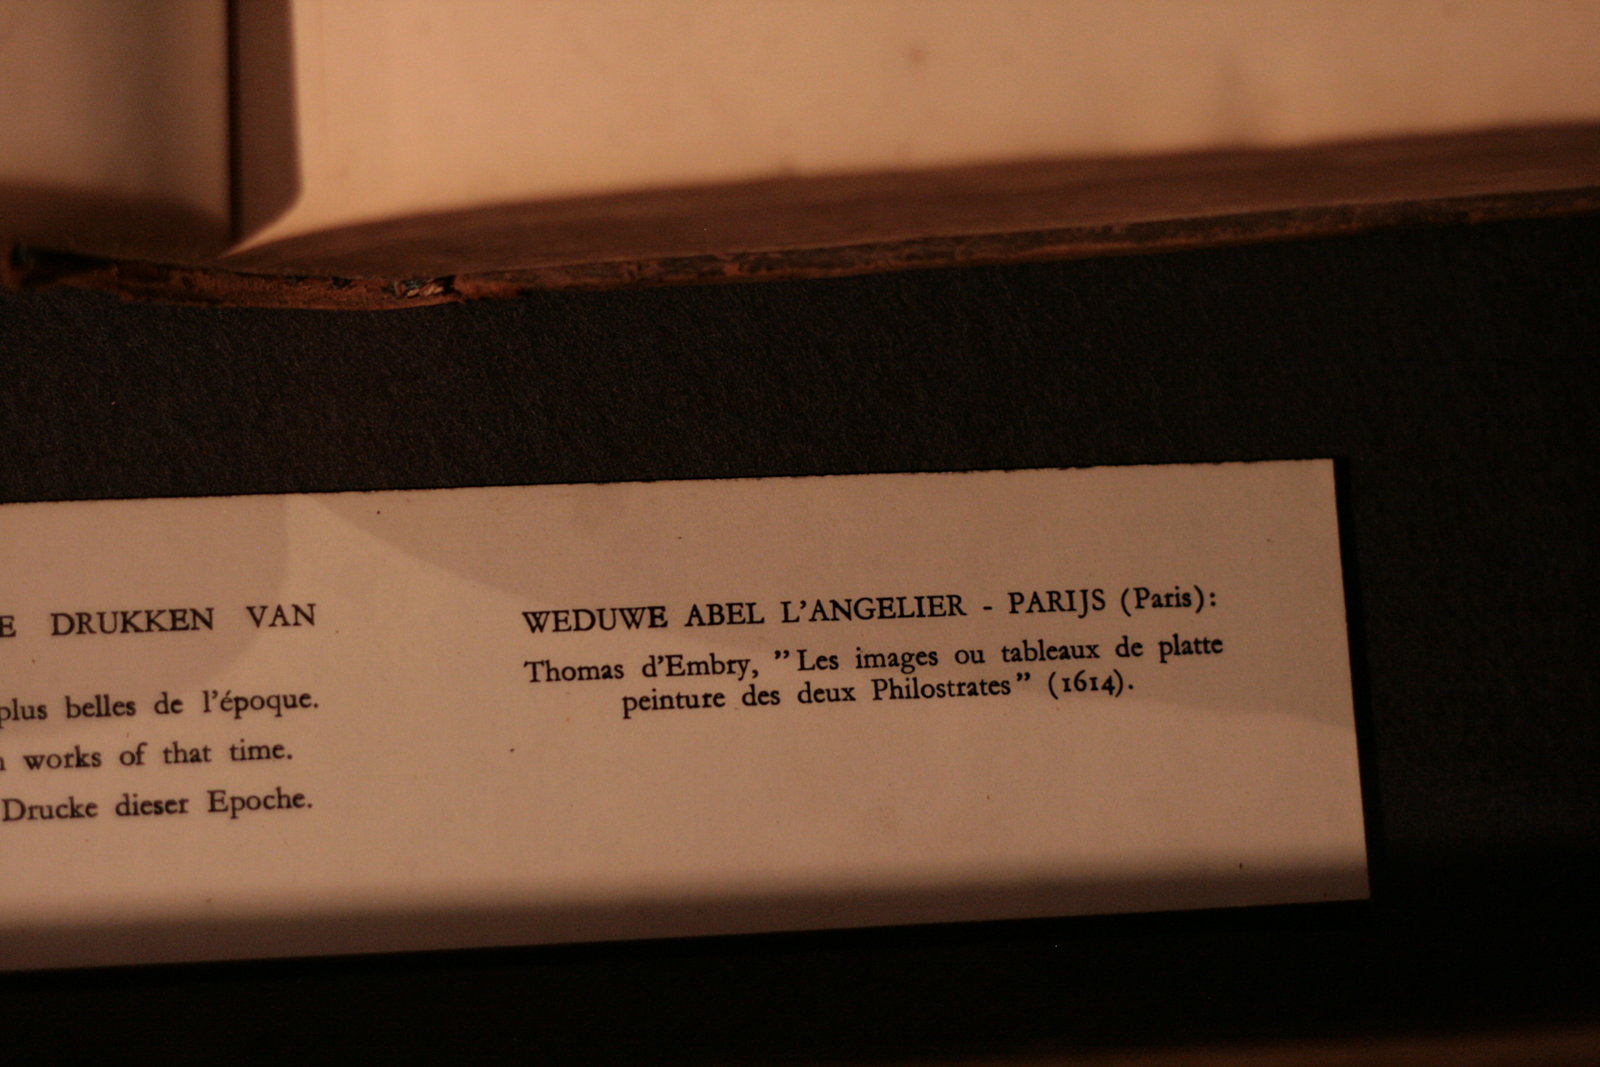 E DRUKKEN VAN
plus belles de l'époque.
works of that time.
Drucke dieser Epoche.
WEDUWE ABEL L'ANGELIER - PARIJS (Paris):
Thomas d'Embry, ”Les images ou tableaux de platte
peinture des deux Philostrates” (1614).